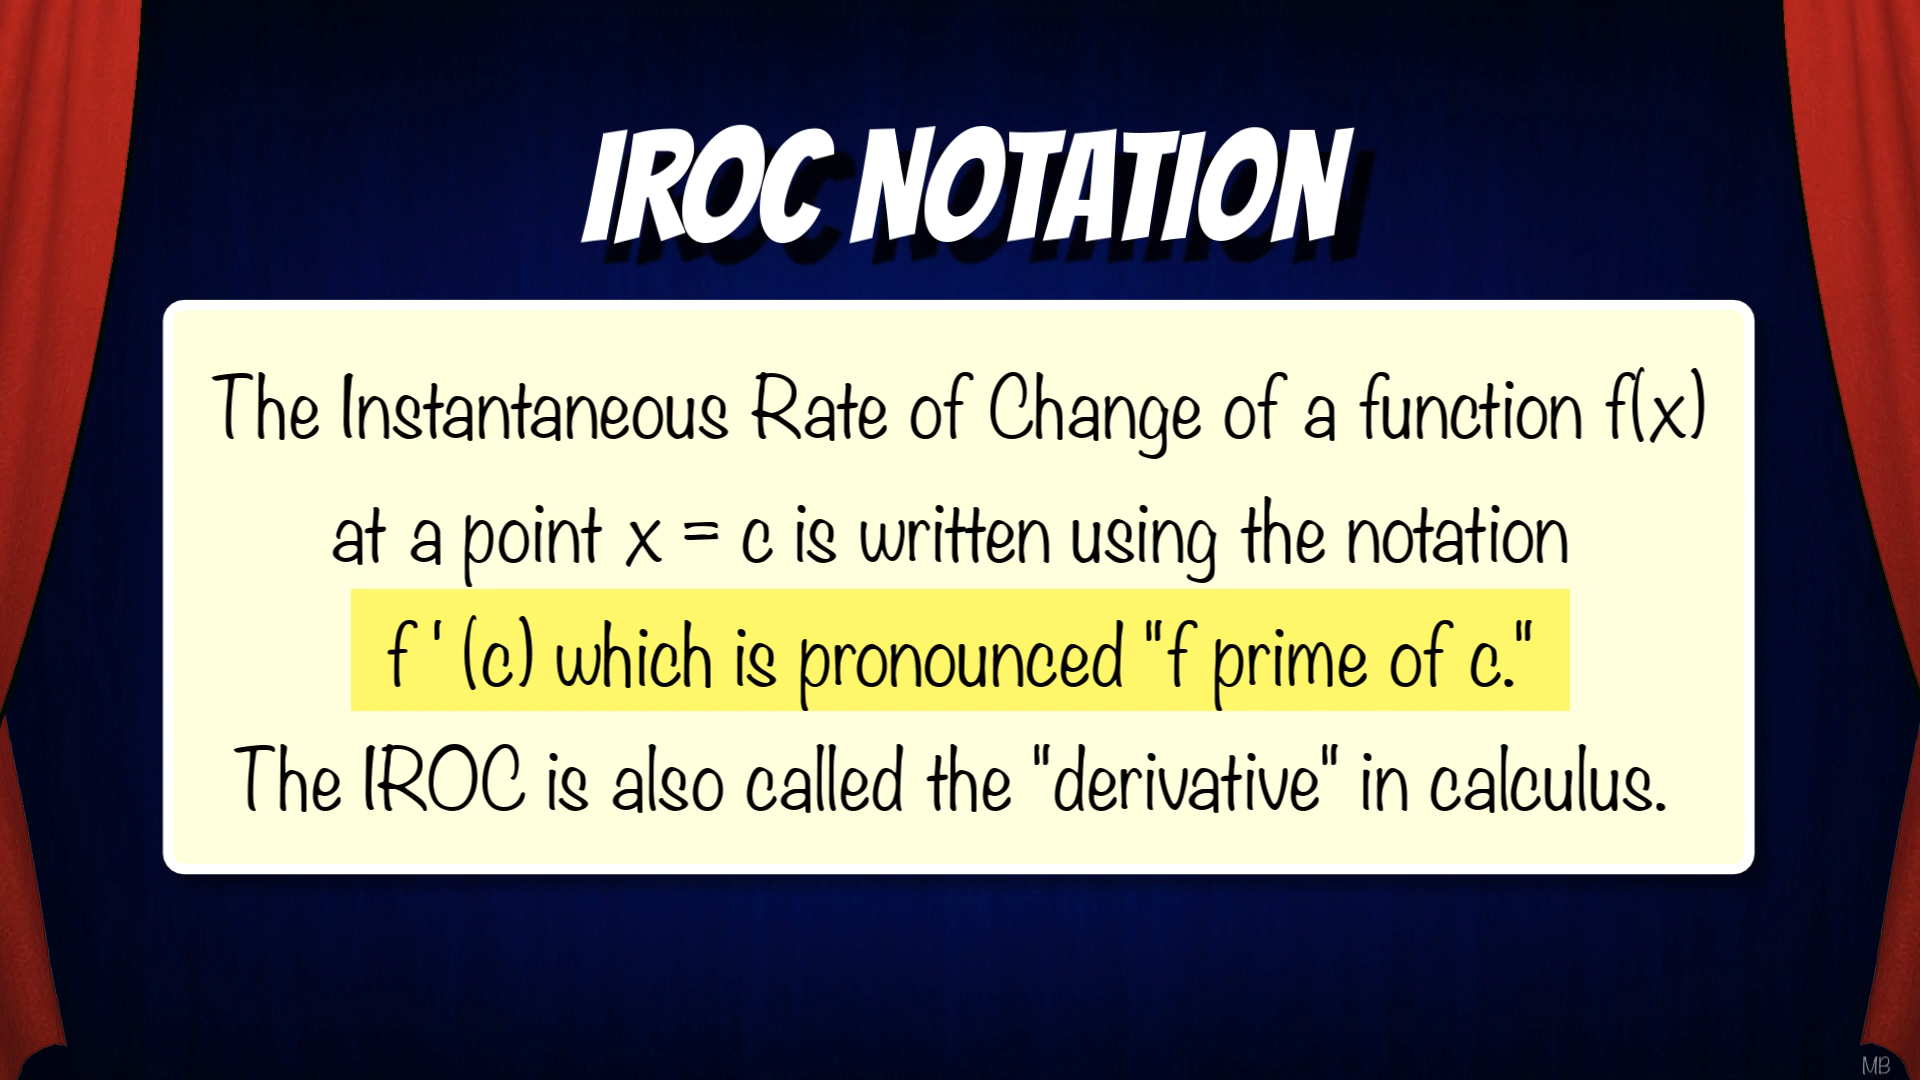 IROC NOTATION
The Instantaneous Rate of Change of a function f(x)
at a point x = c is written using the notation
f ' (c) which is pronounced "f prime of c."
The IROC is also called the "derivative" in calculus.
MB